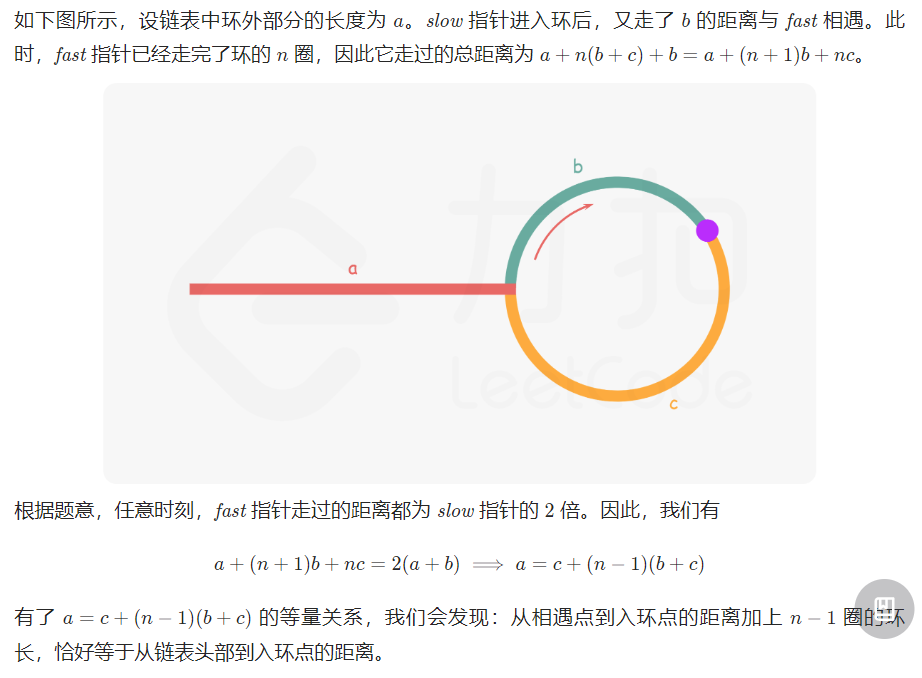 如下图所示，设链表中环外部分的长度为 a。slow 指针进入环后，又走了 b 的距离与 fast 相遇。此
时，fast 指针已经走完了环的 n 圈，因此它走过的总距离为 a + n(b + c) + b = a + (n + 1)b + nc。
b
a
力扣
LeetCode
c
根据题意，任意时刻，fast 指针走过的距离都为 slow 指针的 2 倍。因此，我们有
a + (n + 1)b + nc = 2(a + b) ⟹ a = c + (n − 1)(b + c)
有了 a = c + (n − 1)(b + c) 的等量关系，我们会发现：从相遇点到入环点的距离加上 n − 1 圈的环
长，恰好等于从链表头部到入环点的距离。